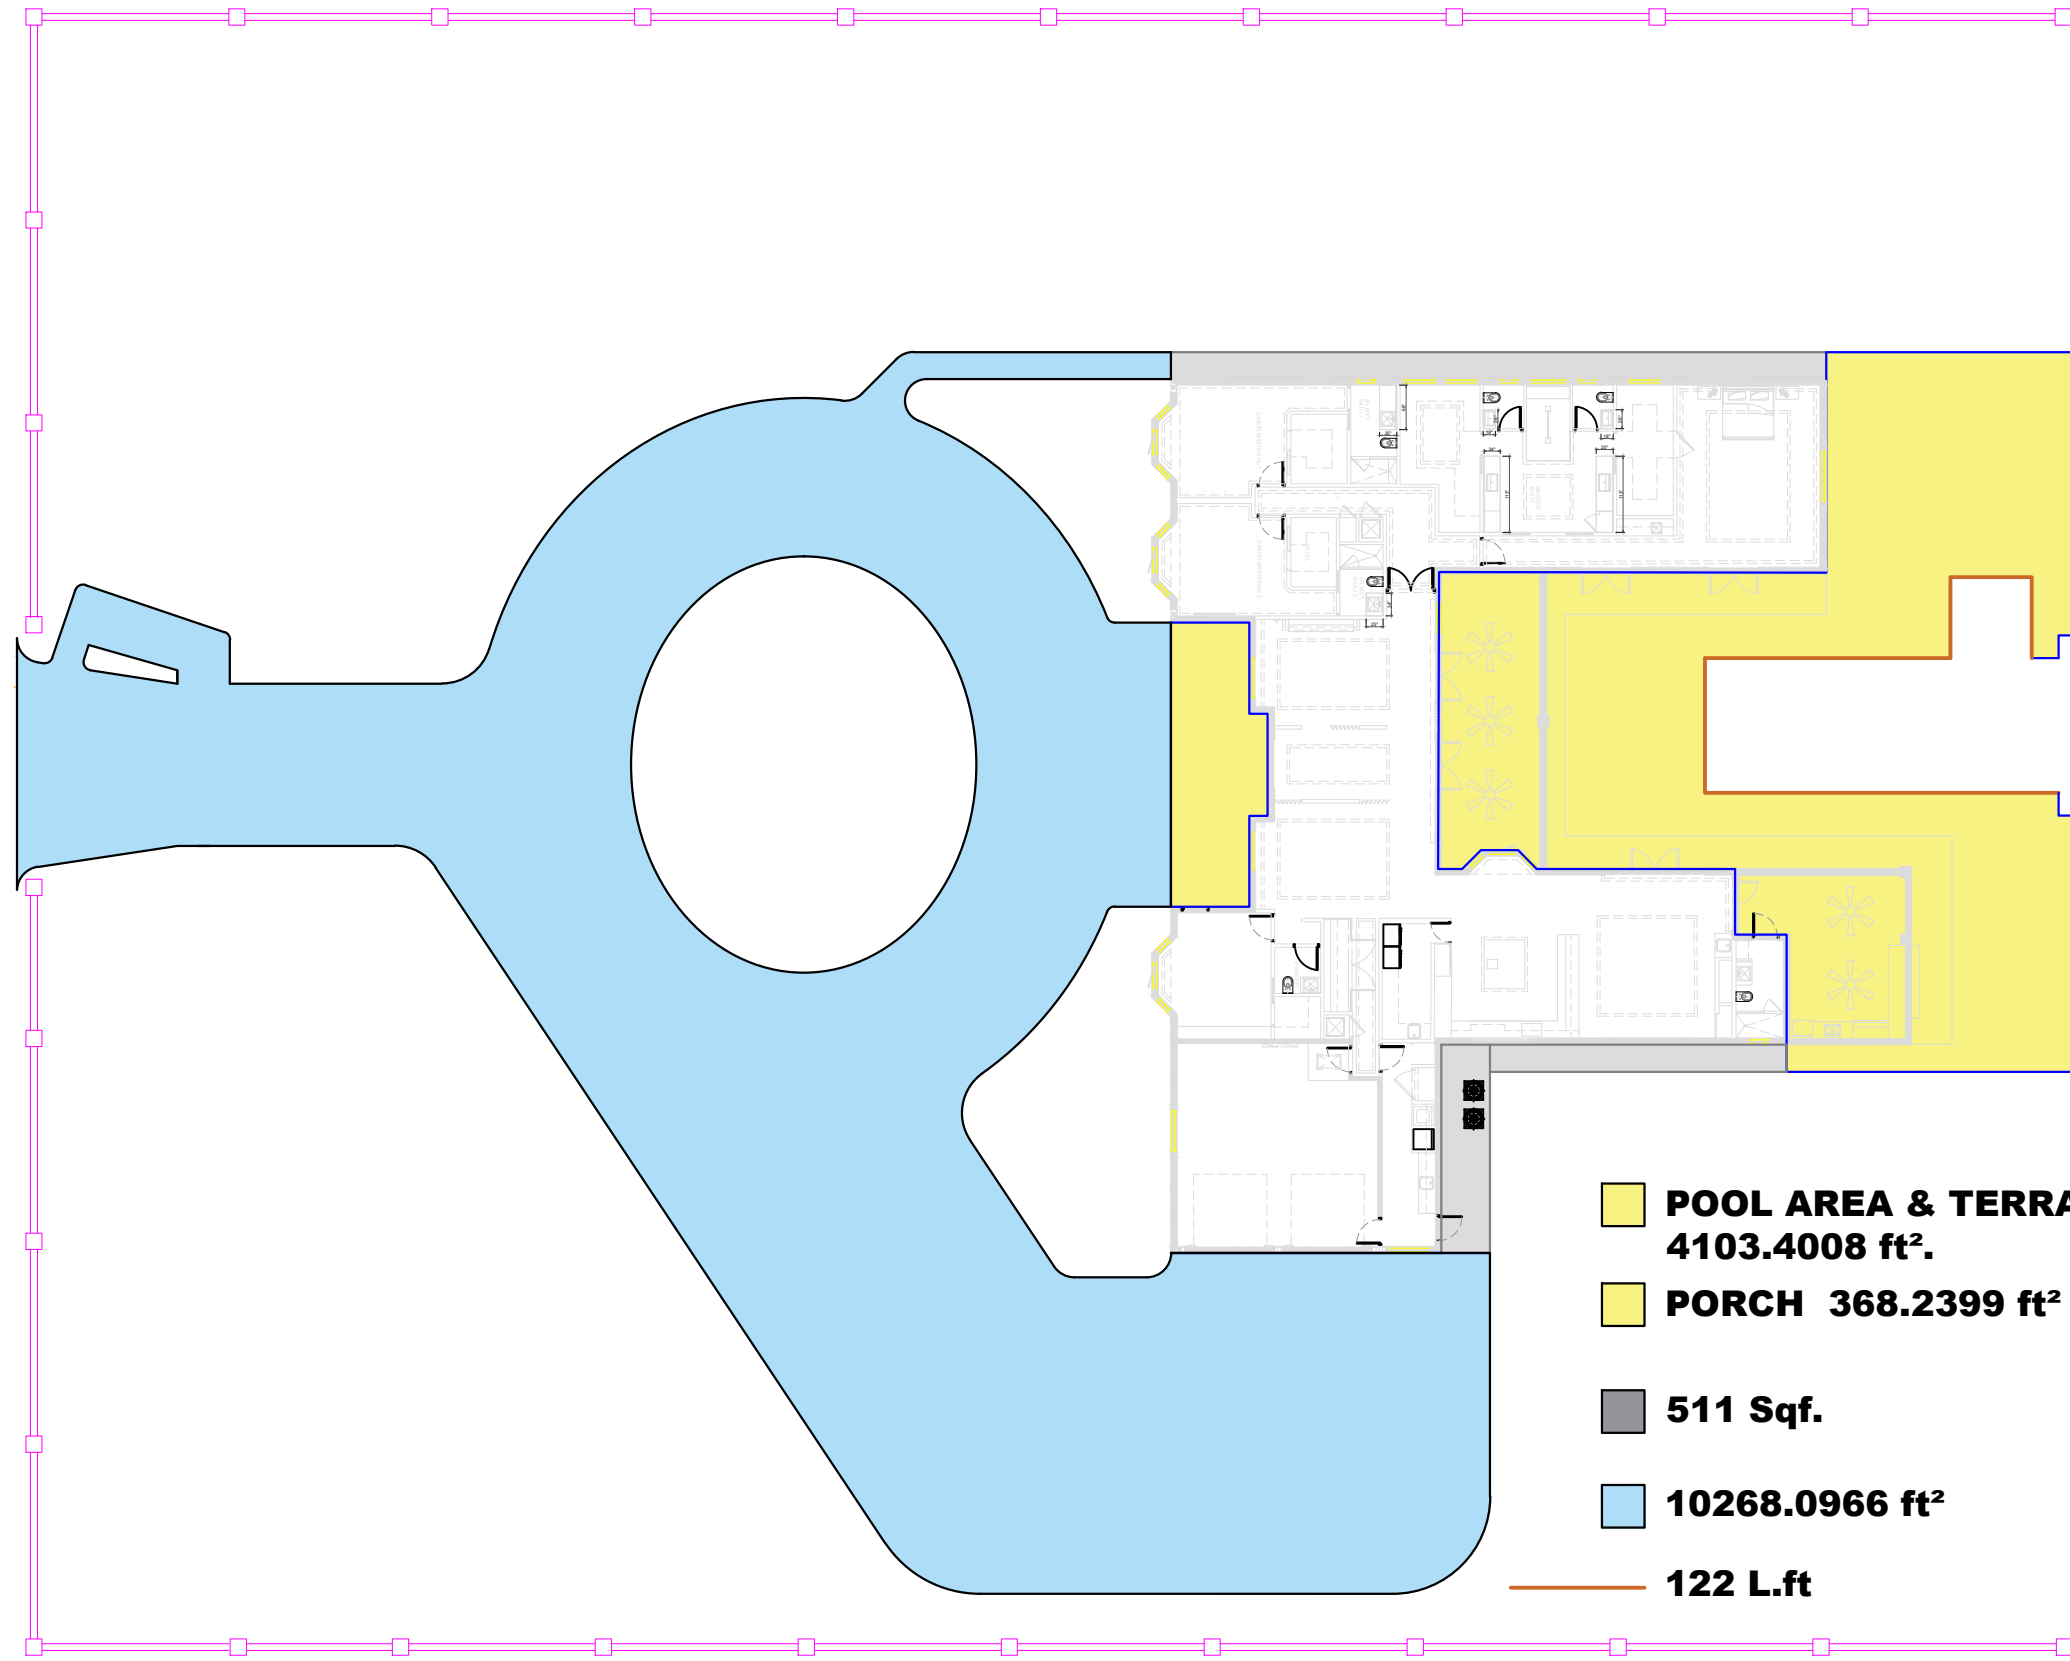 POOL AREA & TERRA
4103.4008 ft².
PORCH 368.2399 ft²
511 Sqf.
10268.0966 ft²
122 L.ft